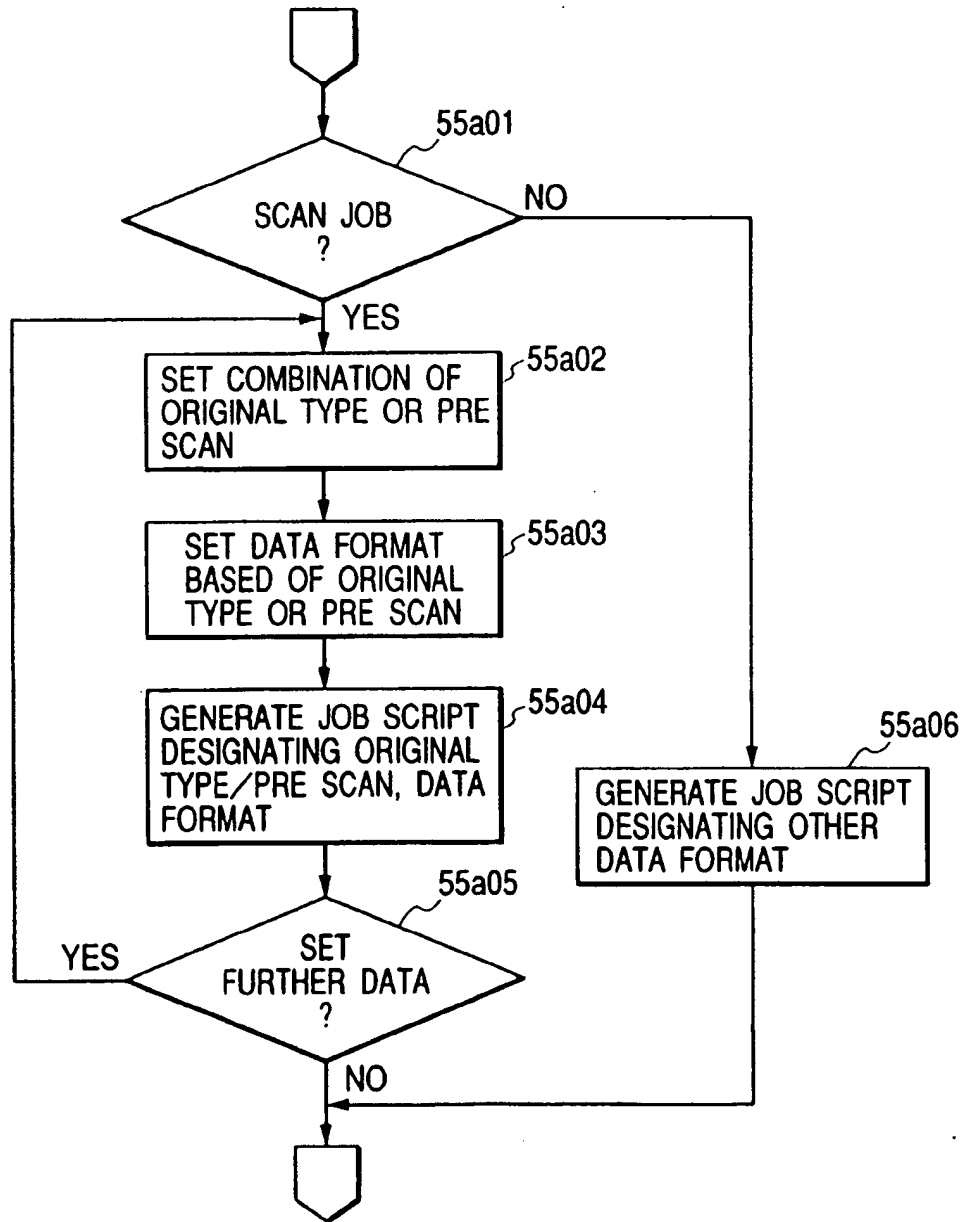 55a01
SCAN JOB
?
NO
YES
55a02
SET COMBINATION OF
ORIGINAL TYPE OR PRE
SCAN
55a03
SET DATA FORMAT
BASED OF ORIGINAL
TYPE OR PRE SCAN
55a04
GENERATE JOB SCRIPT
DESIGNATING ORIGINAL
TYPE/PRE SCAN, DATA
FORMAT
55a06
GENERATE JOB SCRIPT
DESIGNATING OTHER
DATA FORMAT
55a05
SET
FURTHER DATA
?
YES
NO